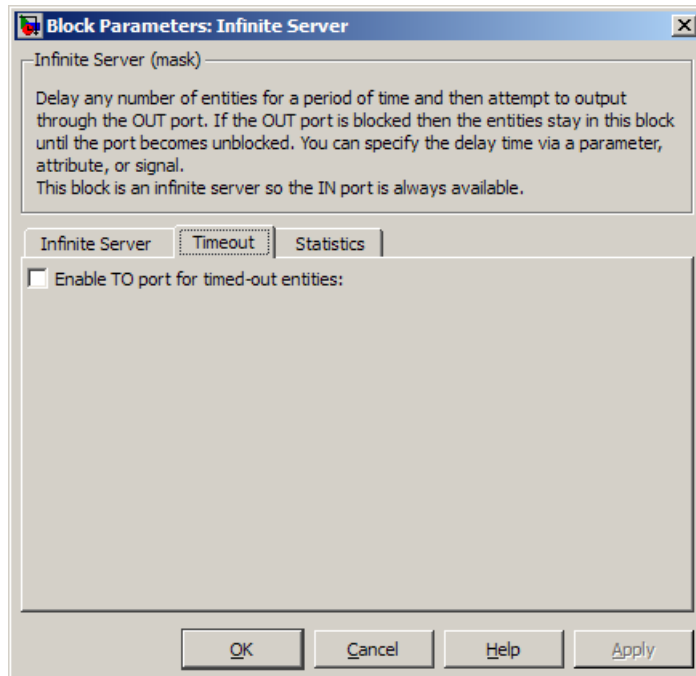 Block Parameters: Infinite Server
Infinite Server (mask)
Delay any number of entities for a period of time and then attempt to output
through the OUT port. If the OUT port is blocked then the entities stay in this block
until the port becomes unblocked. You can specify the delay time via a parameter,
attribute, or signal.
This block is an infinite server so the IN port is always available.
Infinite Server Timeout Statistics
Enable TO port for timed-out entities:
OK Cancel Help Apply